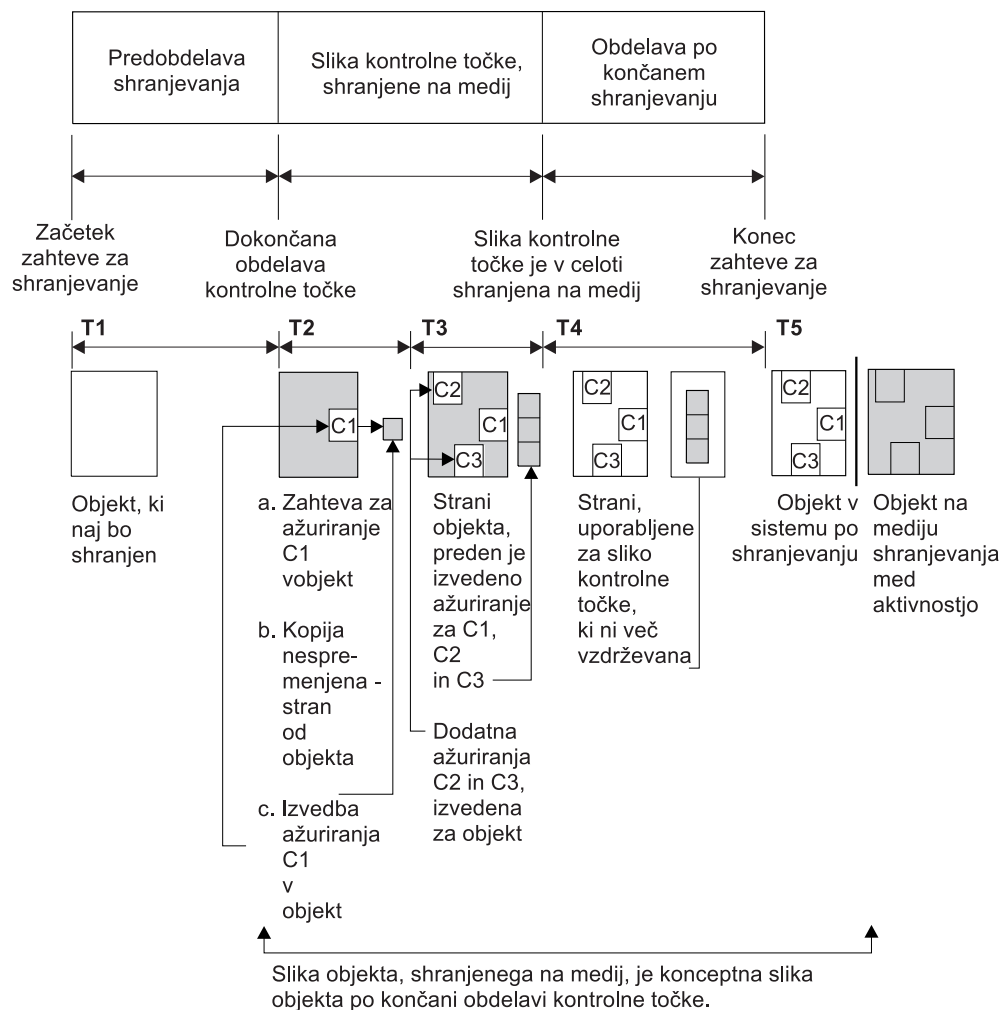 Predobdelava
shranjevanja
Slika kontrolne točke,
shranjene na medij
Obdelava po
končanem
shranjevanju
Začetek
zahteve za
shranjevanje
Dokončana
obdelava
kontrolne točke
Slika kontrolne
točke je v celoti
shranjena na medij
Konec
zahteve za
shranjevanje
T1
T2
T3
T4
T5
C1
C2
C1
C3
C2
C1
C3
C2
C1
C3
Objekt, ki
naj bo
shranjen
a. Zahteva za
ažuriranje
C1
vobjekt
b. Kopija
nespre-
menjena -
stran
od
objekta
c. Izvedba
ažuriranja
C1
v
objekt
Strani
objekta,
preden je
izvedeno
ažuriranje
za C1,
C2
in C3
Dodatna
ažuriranja
C2 in C3,
izvedena
za objekt
Strani,
uporabljene
za sliko
kontrolne
točke,
ki ni več
vzdrževana
Objekt v
sistemu po
shranjevanju
Objekt na
mediju
shranjevanja
med
aktivnostjo
Slika objekta, shranjenega na medij, je konceptna slika
objekta po končani obdelavi kontrolne točke.